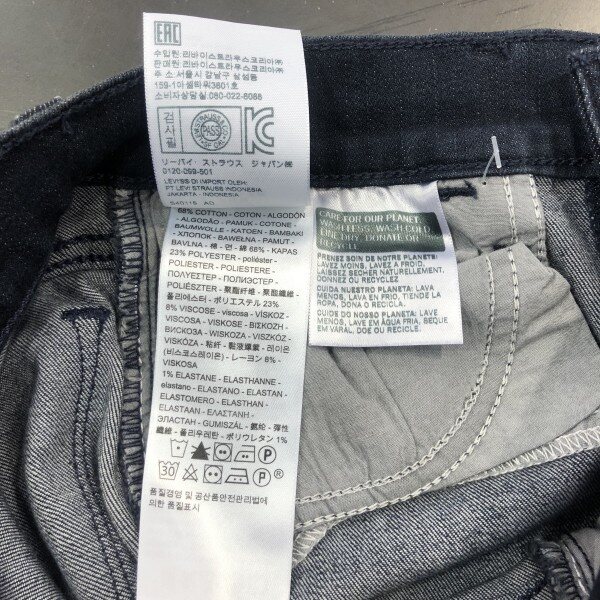 EAC
수입원:리바이스트라우스코리아㈜
판매원:리바이스트라우스코리아㈜
주 소:서울시 강남구 삼성동
159-1아셈타워3601호
소비자상담실:080-022-8088
검사필
PASS
リーバイ・ストラウス ジャパン㈱
0120-099-501
LEVI'S® DI IMPORT OLEH:
PT LEVI STRAUSS INDONESIA
JAKARTA - INDONESIA
68% COTTON - COTON - ALGODÓN
ALGODÃO - PAMUK - COTONE -
BAUMWOLLE - KATOEN - BAMBAKI
- ХЛОПОК - BAWEŁNA - PAMUT -
BAVLNA - 棉 - 면 - 綿 68% - KAPAS
23% POLYESTER - poliéster -
POLIESTER - POLIESTERE -
ПОЛИЭСТЕР - POLIESZTER -
POLIÉSZTER - 聚酯纤维 - 聚酯纖維 -
폴리에스터 - ポリエステル 23%
8% VISCOSE - VISKOZ -
viscosa - VISKOSE - ВІΣКОZH -
ВИСКОЗА - WISKOZA - VISZKÓZ -
VISKÓZA - 粘纤 - 黏液纖維 - 레이온
(비스코스레이온) - レーヨン 8% -
VISKOSA
1% ELASTANE - ELASTHANNE -
elastano - ELASTANO - ELASTAN -
ELASTOMERO - ELASTHAN -
ELASTAAN - ΕΛΑΣΤΑΝΗ -
ЭЛАСТАН - GUMISZÁL - 氨纶 - 彈性
纖維 - 폴리우레탄 - ポリウレタン 1%
30
P
품질경영 및 공산품안전관리법에
의한 품질표시
CARE FOR OUR PLANET
WASH LESS, WASH COLD,
LINE DRY, DONATE OR
RECYCLE
PRENEZ SOIN DE NOTRE PLANÈTE:
LAVEZ MOINS, LAVEZ À FROID,
LAISSEZ SÉCHER NATURELLEMENT,
DONNEZ OU RECYCLEZ.
CUIDA NUESTRO PLANETA: LAVA
MENOS, LAVA EN FRÍO, TIENDE LA
ROPA, DONA O RECICLA.
CUIDE DO NOSSO PLANETA: LAVE
MENOS, LAVE EM ÁGUA FRIA, SEQUE
EM VARAL, DOE OU RECICLE.